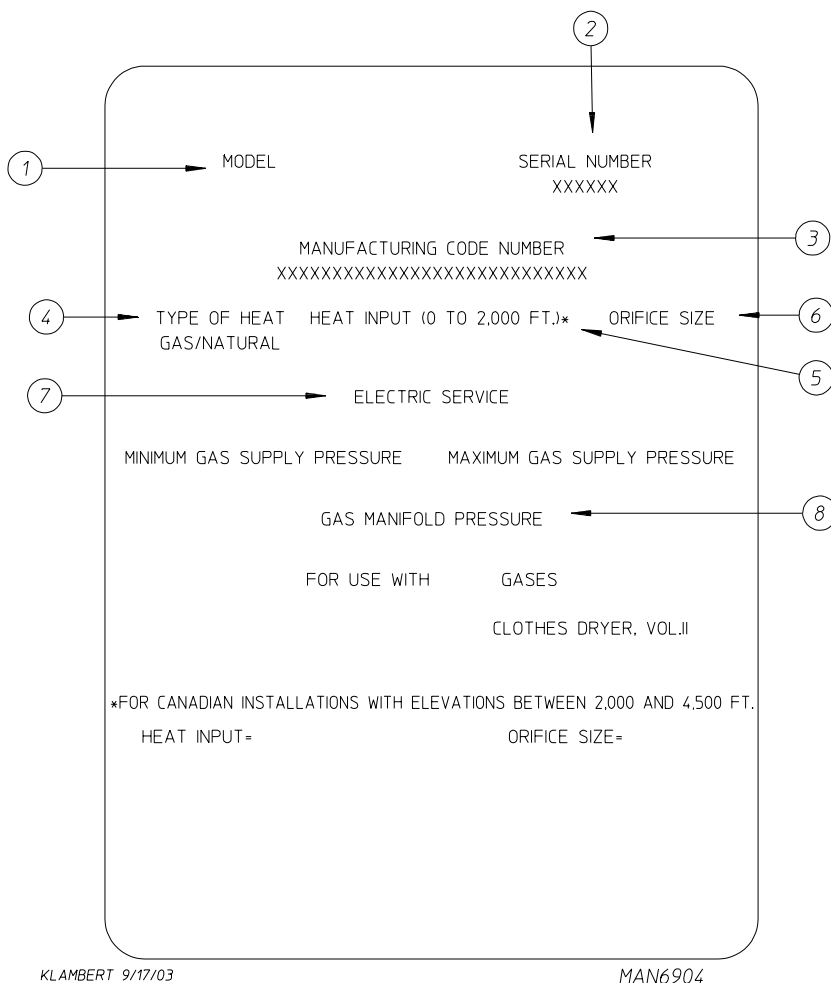 2
1
MODEL SERIAL NUMBER
XXXXXX
3
MANUFACTURING CODE NUMBER
XXXXXXXXXXXXXXXXXXXXXXXXXXXX
4 TYPE OF HEAT HEAT INPUT (0 TO 2,000 FT.)* ORIFICE SIZE 6
GAS/NATURAL
5
7 ELECTRIC SERVICE
MINIMUM GAS SUPPLY PRESSURE MAXIMUM GAS SUPPLY PRESSURE
GAS MANIFOLD PRESSURE 8
FOR USE WITH GASES
CLOTHES DRYER, VOL.II
*FOR CANADIAN INSTALLATIONS WITH ELEVATIONS BETWEEN 2,000 AND 4,500 FT.
HEAT INPUT= ORIFICE SIZE=
KLAMBERT 9/17/03 MAN6904